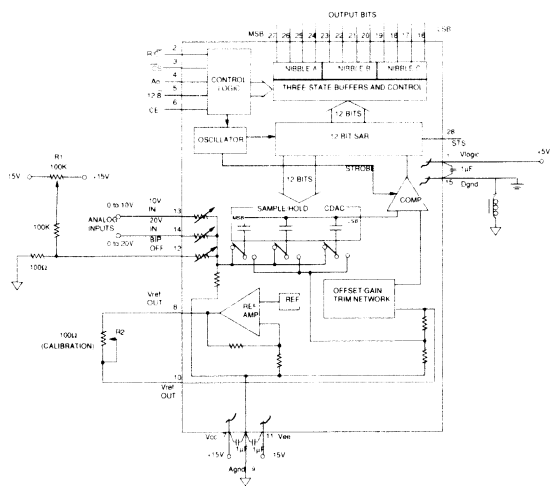 OUTPUT BITS
MSB
27 26 25 24 23 22 21 20 19 18 17 16
NIBBLE A
NIBBLE B
NIBBLE C
THREE STATE BUFFERS AND CONTROL
2
3
4
Ao
5
12/8
6
CE
CONTROL
LOGIC
12 BITS
OSCILLATOR
12 BIT SAR
28
STS
Vlogic
+5V
1µF
15
Dgnd
STROBE
12 BITS
COMP
R1
100K
-15V
+15V
100K
100Ω
0 to 10V
ANALOG
INPUTS
0 to 20V
10V
IN
13
20V
IN
14
BIP
OFF
12
SAMPLE HOLD
CDAC
MSB
LSB
OFFSET GAIN
TRIM NETWORK
REF
AMP
REF
Vref
OUT
8
100Ω
(CALIBRATION)
R2
10
Vref
OUT
Vcc
7
11
Vee
1µF
1µF
+15V
15V
Agnd
9